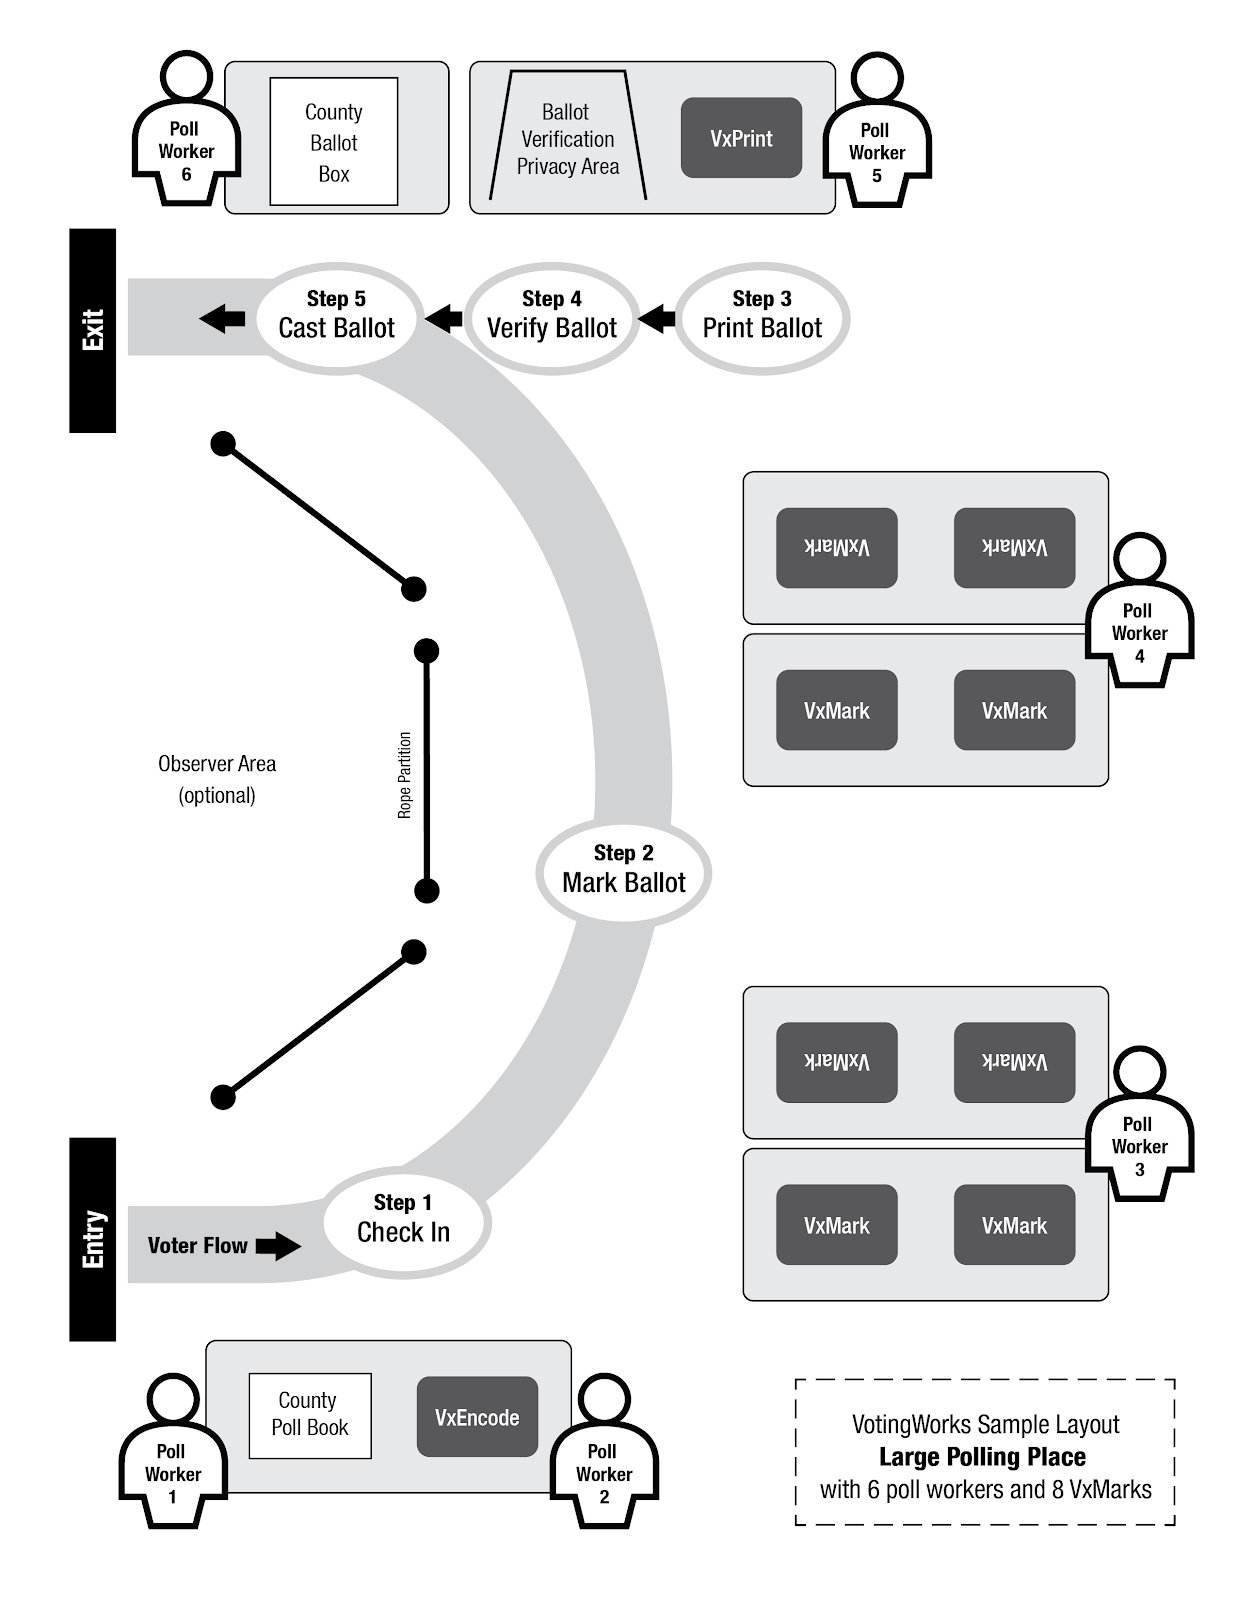 Poll
Worker
6
County
Ballot
Box
Ballot
Verification
Privacy Area
VxPrint
Poll
Worker
5
Exit
Step 5
Cast Ballot
Step 4
Verify Ballot
Step 3
Print Ballot
VxMark
VxMark
Poll
Worker
4
VxMark
VxMark
Observer Area
(optional)
Rope Partition
Step 2
Mark Ballot
VxMark
VxMark
Poll
Worker
3
VxMark
VxMark
Entry
Voter Flow
Step 1
Check In
Poll
Worker
1
County
Poll Book
VxEncode
Poll
Worker
2
VotingWorks Sample Layout
Large Polling Place
with 6 poll workers and 8 VxMarks